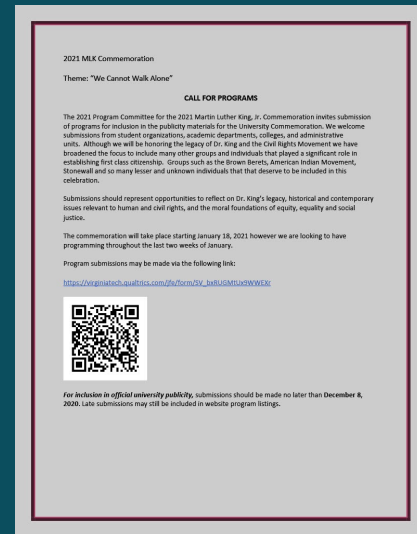 2021 MLK Commemoration
Theme: "We Cannot Walk Alone"
CALL FOR PROGRAMS
The 2021 Program Committee for the 2021 Martin Luther King, Jr. Commemoration invites submission
of programs for inclusion in the publicity materials for the University Commemoration. We welcome
submissions from student organizations, academic departments, colleges, and administrative
units. Although we will be honoring the legacy of Dr. King and the Civil Rights Movement we have
broadened the focus to include many other groups and individuals that played a significant role in
establishing first class citizenship. Groups such as the Brown Berets, American Indian Movement,
Stonewall and so many lesser and unknown individuals that that deserve to be included in this
celebration.
Submissions should represent opportunities to reflect on Dr. King's legacy, historical and contemporary
issues relevant to human and civil rights, and the moral foundations of equity, equality and social
justice.
The commemoration will take place starting January 18, 2021 however we are looking to have
programming throughout the last two weeks of January.
Program submissions may be made via the following link:
https://virginiatech.qualtrics.com/jfe/form/SV_bxRUGMtUx9WWEXr
For inclusion in official university publicity, submissions should be made no later than December 8,
2020. Late submissions may still be included in website program listings.